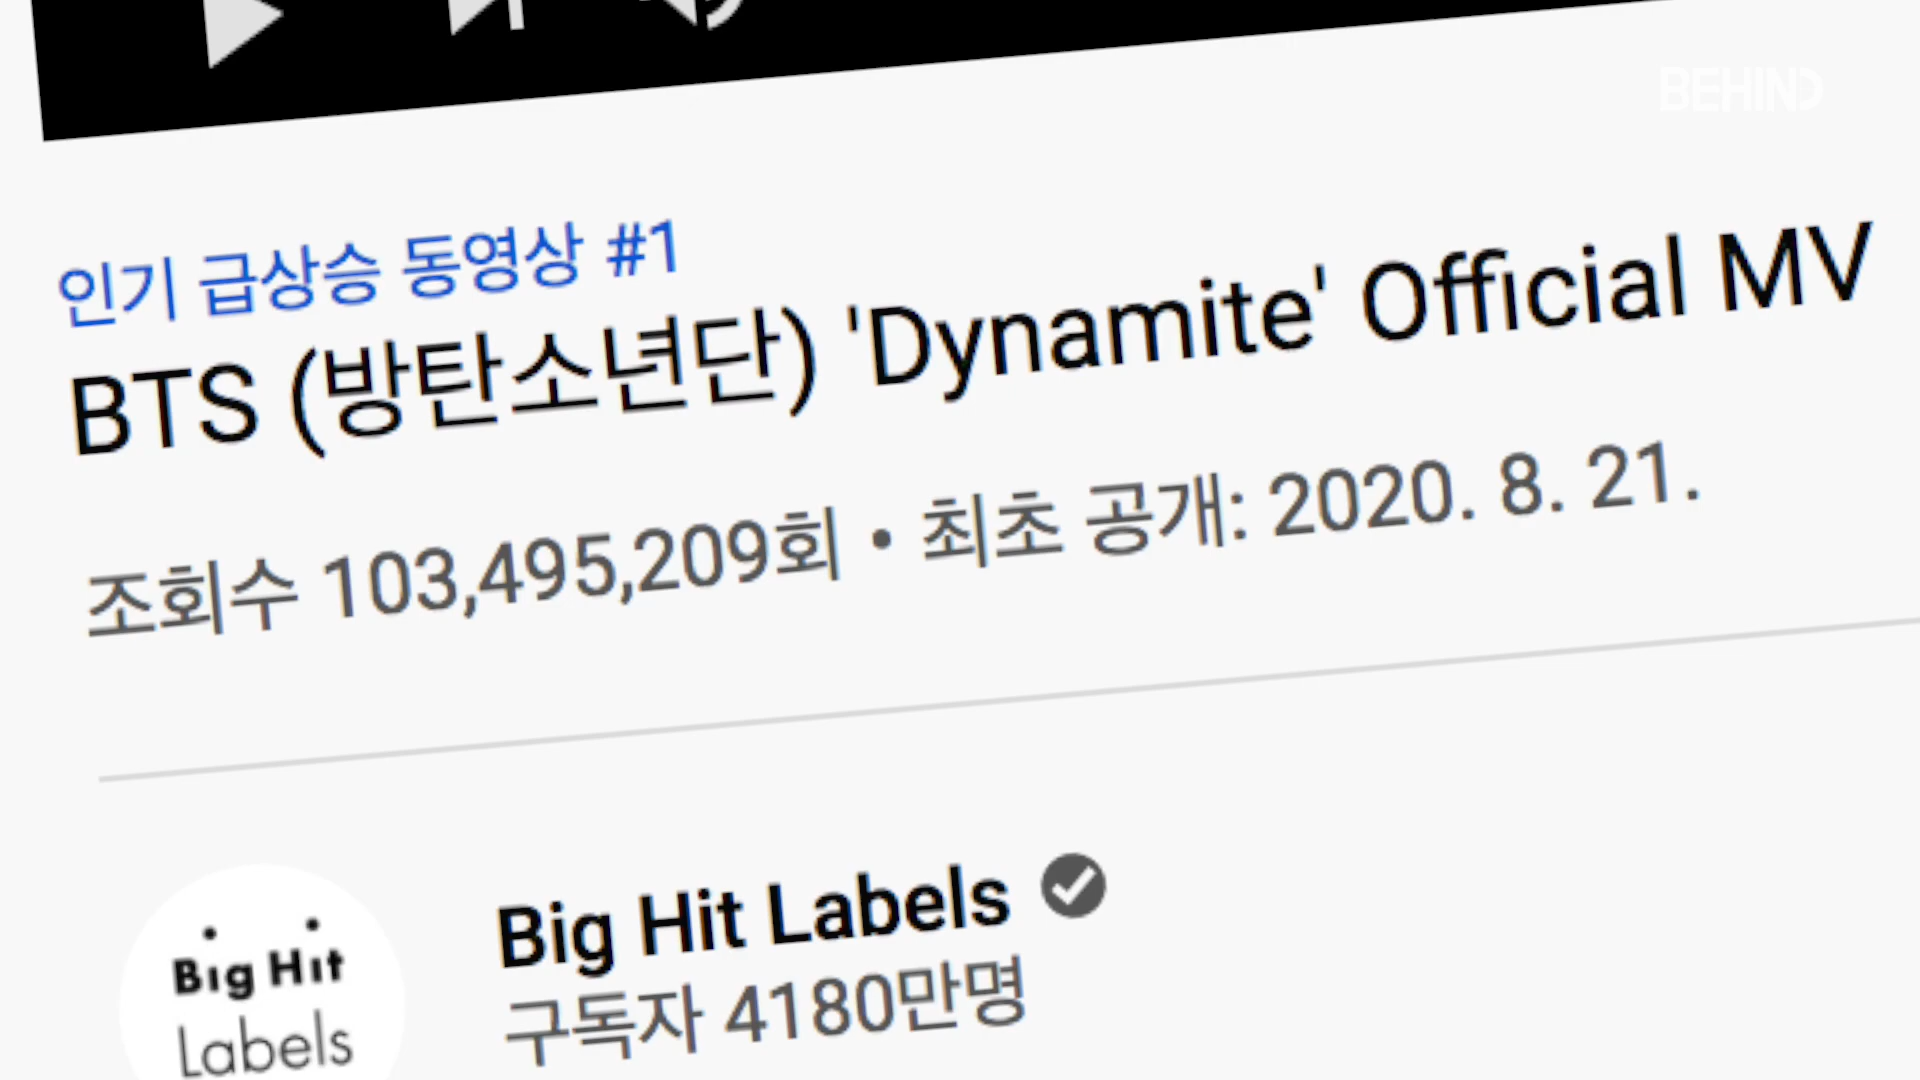 BEHIND
인기 급상승 동영상 #1
BTS (방탄소년단) 'Dynamite' Official MV
조회수 103,495,209회 • 최초 공개: 2020. 8. 21.
Big Hit Labels
구독자 4180만명
Big Hit
Labels